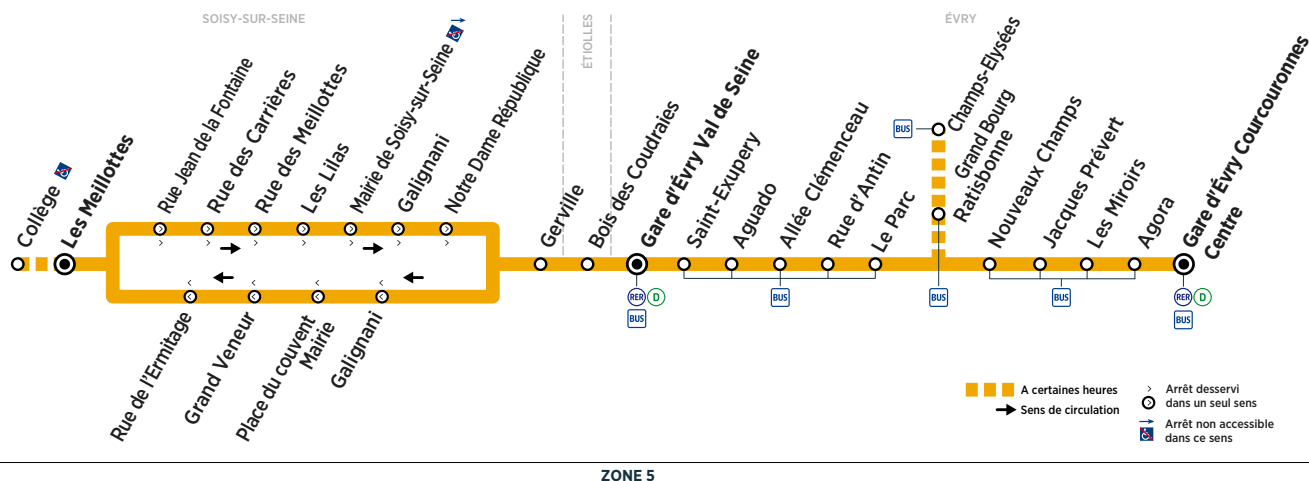 SOISY-SUR-SEINE
ÉTIOLLES
ÉVRY
Collège
Les Meillottes
Rue Jean de la Fontaine
Rue des Carrières
Rue des Meillottes
Les Lilas
Mairie de Soisy-sur-Seine
Galignani
Notre Dame République
Rue de l'Ermitage
Grand Veneur
Place du couvent
Mairie
Galignani
Gerville
Bois des Coudraies
Gare d'Évry Val de Seine
RER D
BUS
Saint-Exupery
Aguado
Allée Clémenceau
Rue d'Antin
Le Parc
BUS
BUS
Champs-Elysées
Grand Bourg
Ratisbonne
BUS
Nouveaux Champs
Jacques Prévert
Les Miroirs
Agora
BUS
Gare d'Évry Courcouronnes
Centre
RER D
BUS
A certaines heures
Sens de circulation
Arrêt desservi
dans un seul sens
Arrêt non accessible
dans ce sens
ZONE 5